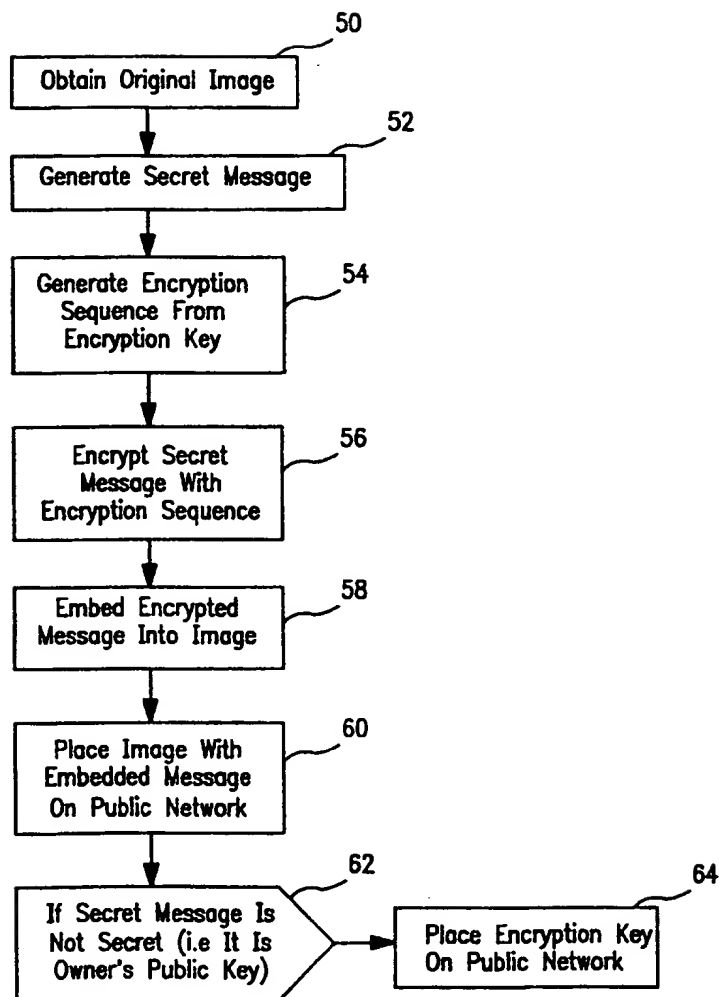 50
Obtain Original Image
52
Generate Secret Message
54
Generate Encryption
Sequence From
Encryption Key
56
Encrypt Secret
Message With
Encryption Sequence
58
Embed Encrypted
Message Into Image
60
Place Image With
Embedded Message
On Public Network
62
If Secret Message Is
Not Secret (i.e It Is
Owner's Public Key)
64
Place Encryption Key
On Public Network